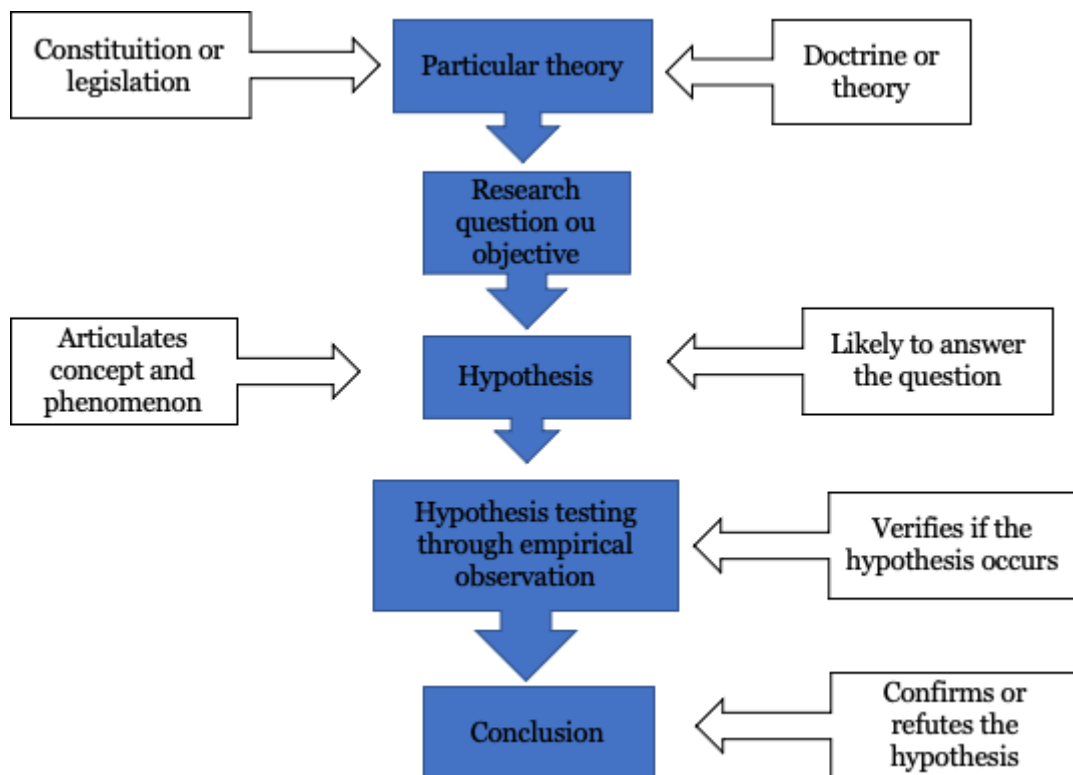 Constituition or
legislation
Particular theory
Doctrine or
theory
Research
question ou
objective
Articulates
concept and
phenomenon
Hypothesis
Likely to answer
the question
Hypothesis testing
through empirical
observation
Verifies if the
hypothesis occurs
Conclusion
Confirms or
refutes the
hypothesis